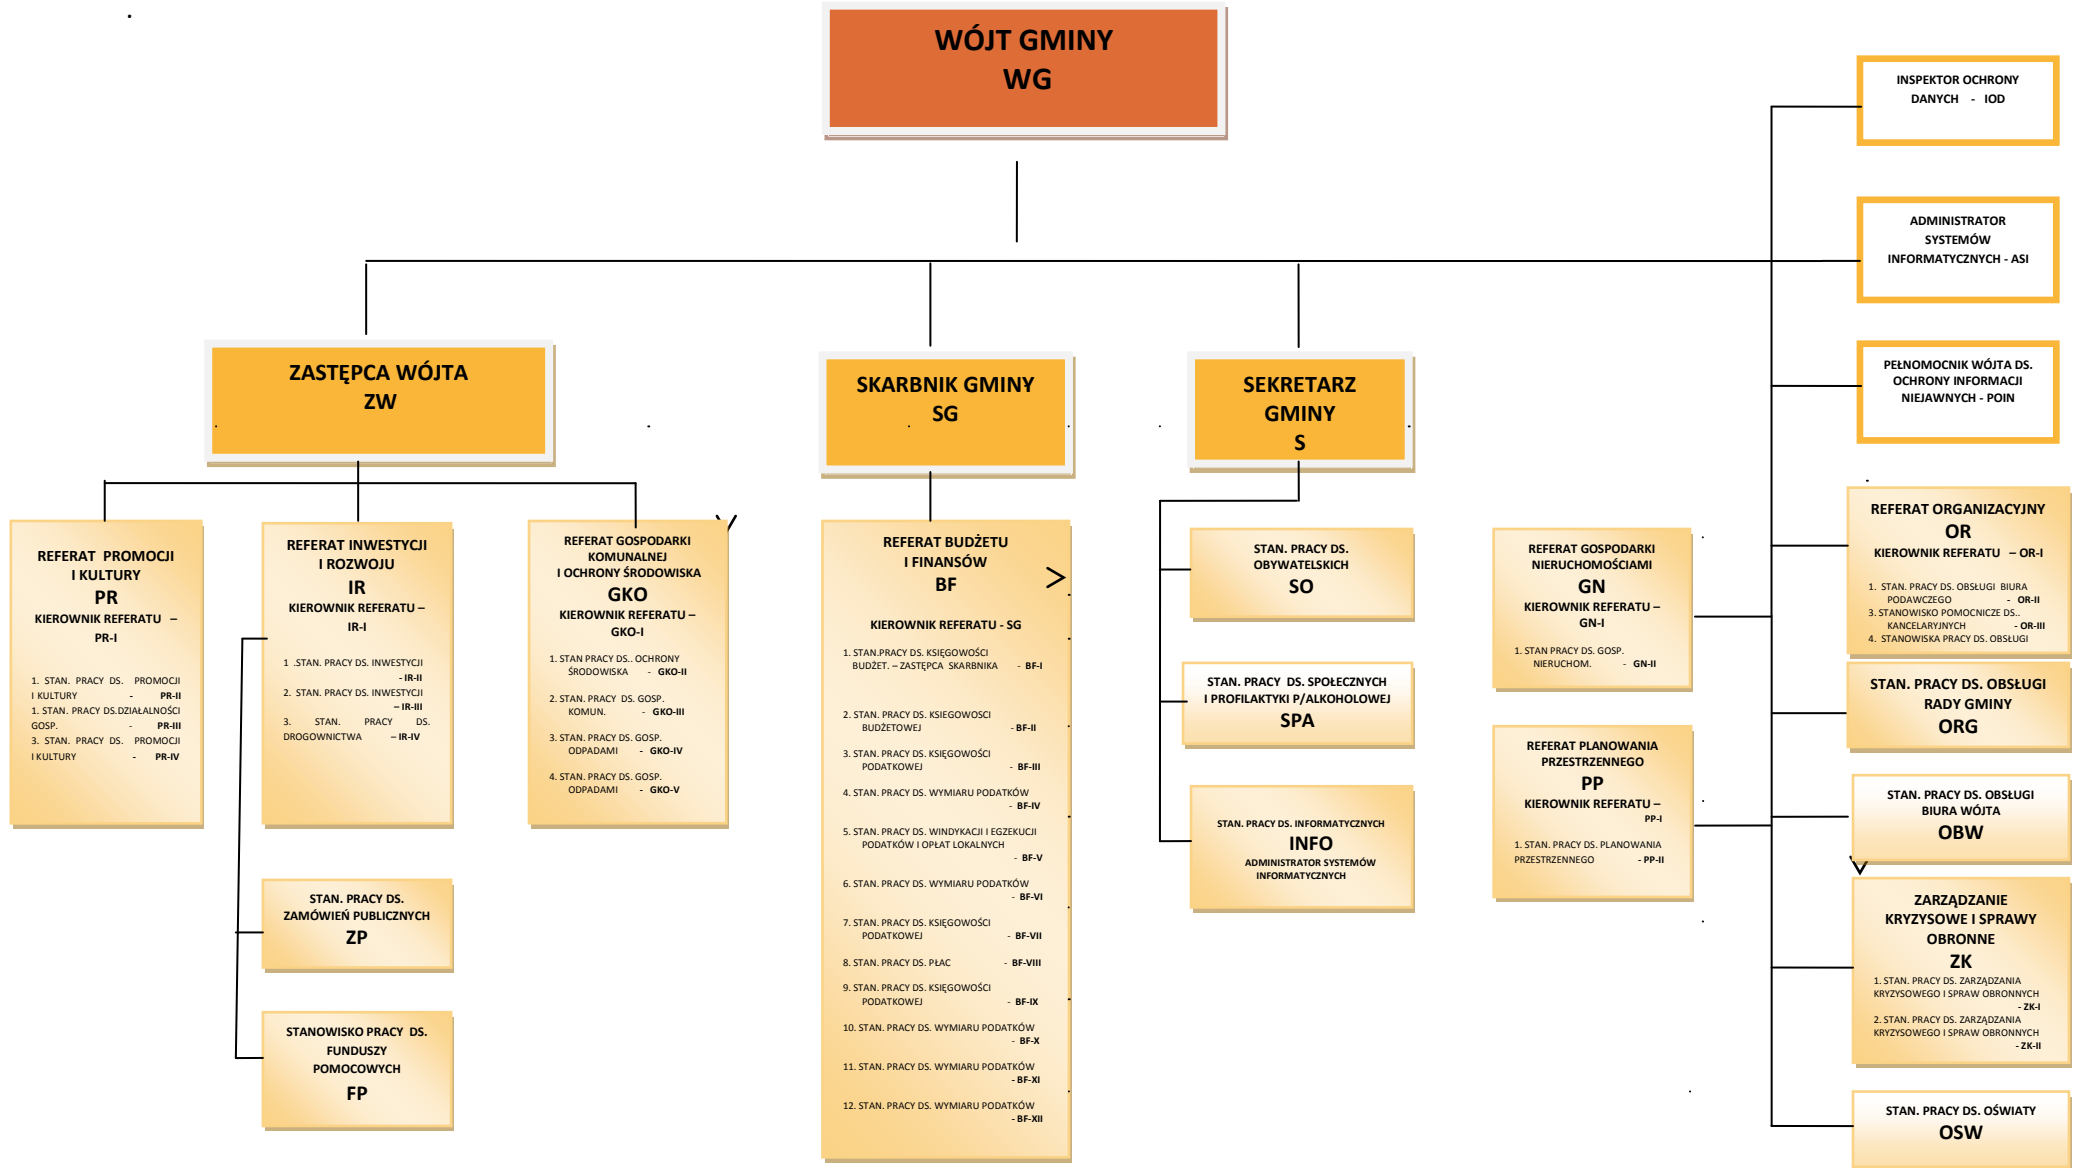 WÓJT GMINY
WG
INSPEKTOR OCHRONY
DANYCH - IOD
ADMINISTRATOR
SYSTEMÓW
INFORMATYCZNYCH - ASI
PEŁNOMOCNIK WÓJTA DS.
OCHRONY INFORMACJI
NIEJAWNYCH - POIN
ZASTĘPCA WÓJTA
ZW
SKARBNIK GMINY
SG
SEKRETARZ
GMINY
S
REFERAT PROMOCJI
I KULTURY
PR
KIEROWNIK REFERATU –
PR-I
1. STAN. PRACY DS. PROMOCJI
I KULTURY - PR-II
1. STAN. PRACY DS.DZIAŁALNOŚCI
GOSP. - PR-III
3. STAN. PRACY DS. PROMOCJI
I KULTURY - PR-IV
REFERAT INWESTYCJI
I ROZWOJU
IR
KIEROWNIK REFERATU –
IR-I
1 .STAN. PRACY DS. INWESTYCJI
- IR-II
2. STAN. PRACY DS. INWESTYCJI
– IR-III
3. STAN. PRACY DS.
DROGOWNICTWA – IR-IV
STAN. PRACY DS.
ZAMÓWIEŃ PUBLICZNYCH
ZP
STANOWISKO PRACY DS.
FUNDUSZY
POMOCOWYCH
FP
REFERAT GOSPODARKI
KOMUNALNEJ
I OCHRONY ŚRODOWISKA
GKO
KIEROWNIK REFERATU –
GKO-I
1. STAN PRACY DS.. OCHRONY
ŚRODOWISKA - GKO-II
2. STAN. PRACY DS. GOSP.
KOMUN. - GKO-III
3. STAN. PRACY DS. GOSP.
ODPADAMI - GKO-IV
4. STAN. PRACY DS. GOSP.
ODPADAMI - GKO-V
REFERAT BUDŻETU
I FINANSÓW
BF
KIEROWNIK REFERATU - SG
1. STAN.PRACY DS. KSIĘGOWOŚCI
BUDŻET. – ZASTĘPCA SKARBNIKA - BF-I
2. STAN. PRACY DS. KSIEGOWOSCI
BUDŻETOWEJ - BF-II
3. STAN. PRACY DS. KSIĘGOWOŚCI
PODATKOWEJ - BF-III
4. STAN. PRACY DS. WYMIARU PODATKÓW
- BF-IV
5. STAN. PRACY DS. WINDYKACJI I EGZEKUCJI
PODATKÓW I OPŁAT LOKALNYCH
- BF-V
6. STAN. PRACY DS. WYMIARU PODATKÓW
- BF-VI
7. STAN. PRACY DS. KSIĘGOWOŚCI
PODATKOWEJ - BF-VII
8. STAN. PRACY DS. PŁAC - BF-VIII
9. STAN. PRACY DS. KSIĘGOWOŚCI
PODATKOWEJ - BF-IX
10. STAN. PRACY DS. WYMIARU PODATKÓW
- BF-X
11. STAN. PRACY DS. WYMIARU PODATKÓW
- BF-XI
12. STAN. PRACY DS. WYMIARU PODATKÓW
- BF-XII
STAN. PRACY DS.
OBYWATELSKICH
SO
STAN. PRACY DS. SPOŁECZNYCH
I PROFILAKTYKI P/ALKOHOLOWEJ
SPA
STAN. PRACY DS. INFORMATYCZNYCH
INFO
ADMINISTRATOR SYSTEMÓW
INFORMATYCZNYCH
REFERAT GOSPODARKI
NIERUCHOMOŚCIAMI
GN
KIEROWNIK REFERATU –
GN-I
1. STAN PRACY DS. GOSP.
NIERUCHOM. - GN-II
REFERAT PLANOWANIA
PRZESTRZENNEGO
PP
KIEROWNIK REFERATU –
PP-I
1. STAN. PRACY DS. PLANOWANIA
PRZESTRZENNEGO - PP-II
REFERAT ORGANIZACYJNY
OR
KIEROWNIK REFERATU – OR-I
1. STAN. PRACY DS. OBSŁUGI BIURA
PODAWCZEGO - OR-II
3. STANOWISKO POMOCNICZE DS..
KANCELARYJNYCH - OR-III
4. STANOWISKA PRACY DS. OBSŁUGI
STAN. PRACY DS. OBSŁUGI
RADY GMINY
ORG
STAN. PRACY DS. OBSŁUGI
BIURA WÓJTA
OBW
ZARZĄDZANIE
KRYZYSOWE I SPRAWY
OBRONNE
ZK
1. STAN. PRACY DS. ZARZĄDZANIA
KRYZYSOWEGO I SPRAW OBRONNYCH
- ZK-I
2. STAN. PRACY DS. ZARZĄDZANIA
KRYZYSOWEGO I SPRAW OBRONNYCH
- ZK-II
STAN. PRACY DS. OŚWIATY
OSW